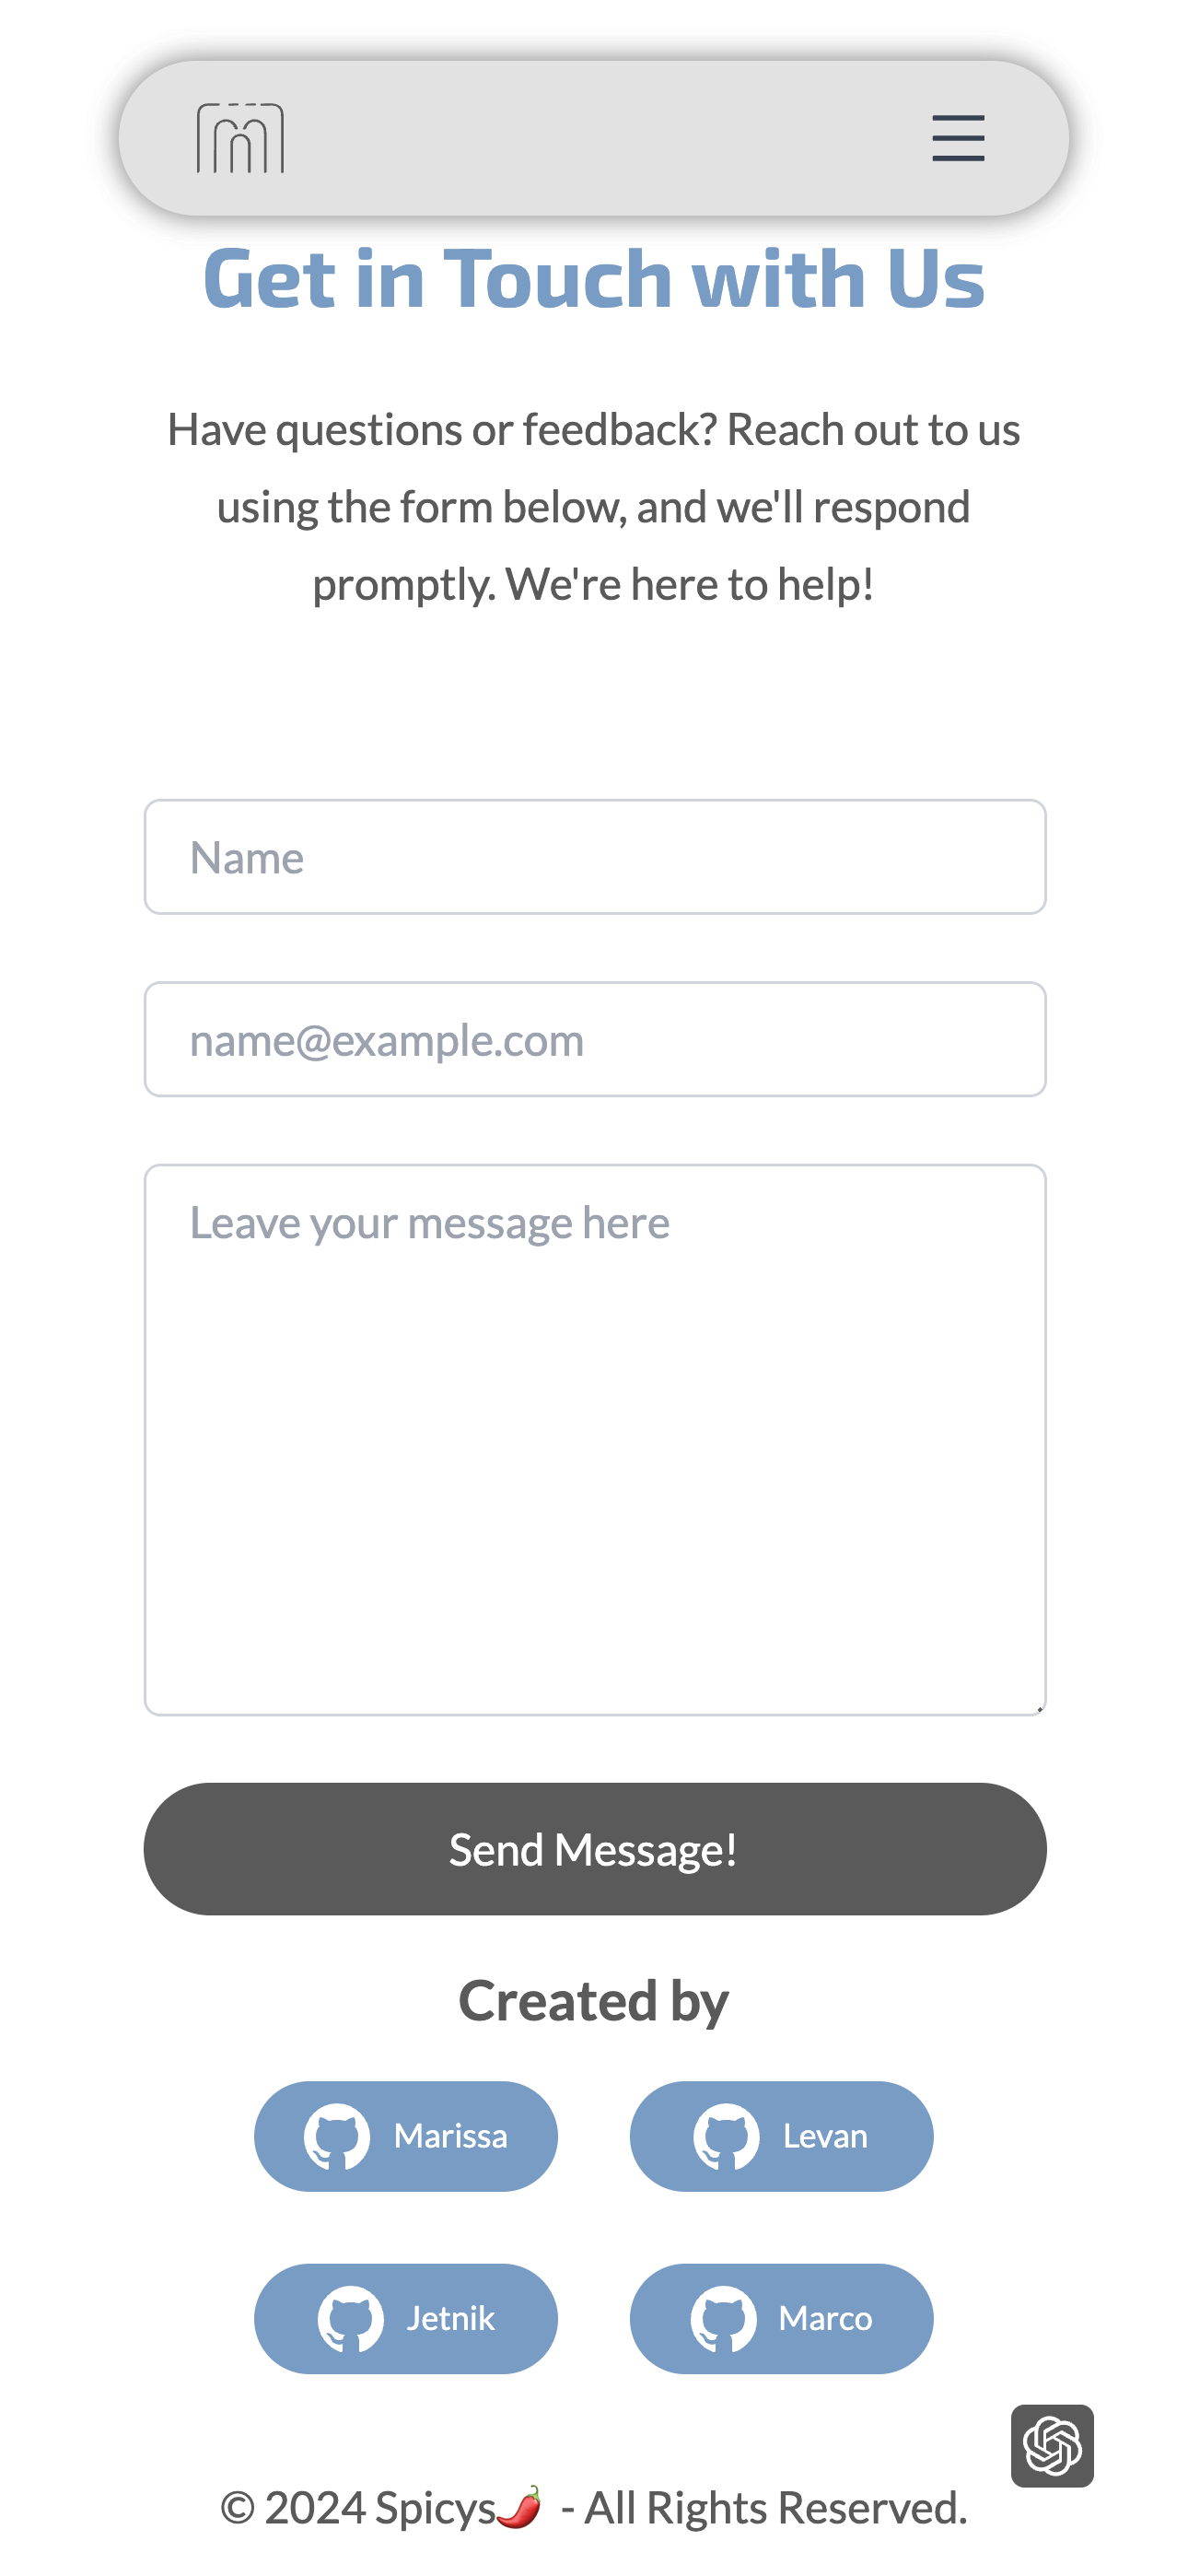 Get in Touch with Us
Have questions or feedback? Reach out to us
using the form below, and we'll respond
promptly. We're here to help!
Name
name@example.com
Leave your message here
Send Message!
Created by
Marissa
Levan
Jetnik
Marco
© 2024 Spicys🌶️ - All Rights Reserved.